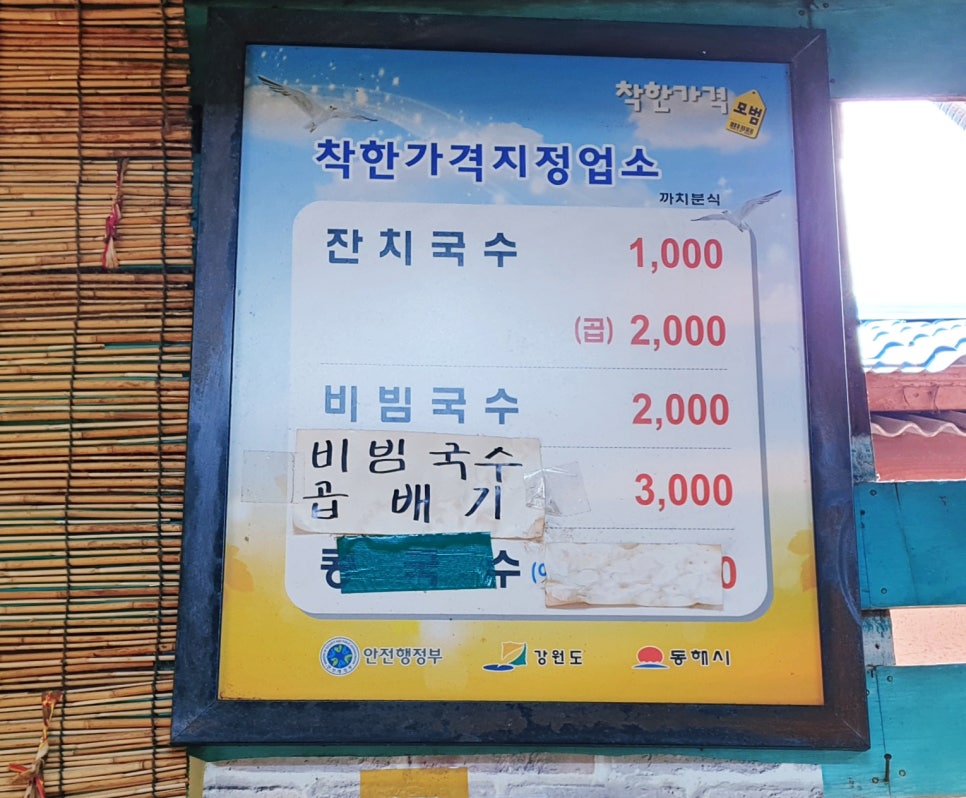 착한가격
모범
착한가격지정업소
까치분식
잔치국수 1,000
(곱) 2,000
비빔국수 2,000
비빔국수
곱배기 3,000
수
안전행정부 강원도 동해시